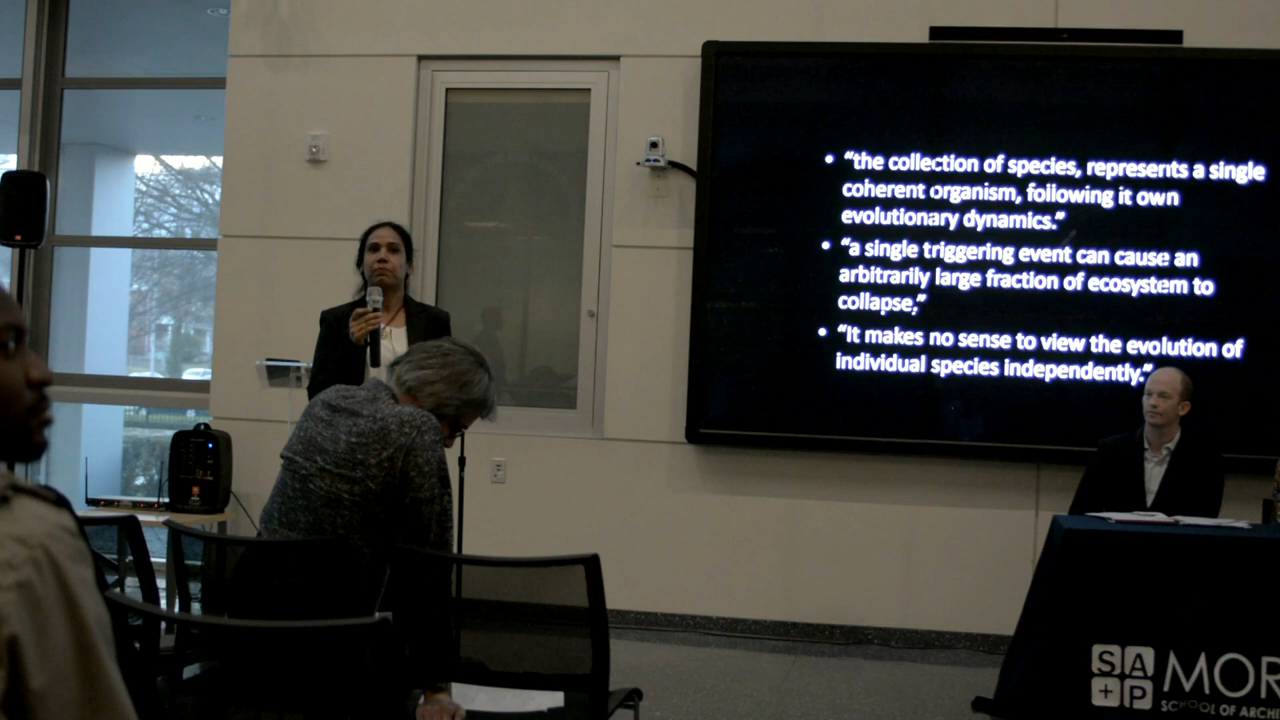 • “the collection of species, represents a single
coherent organism, following it own
evolutionary dynamics.”
• “a single triggering event can cause an
arbitrarily large fraction of ecosystem to
collapse,”
• “It makes no sense to view the evolution of
individual species independently.”
SA
+P
MOR
SCHOOL OF ARCHI